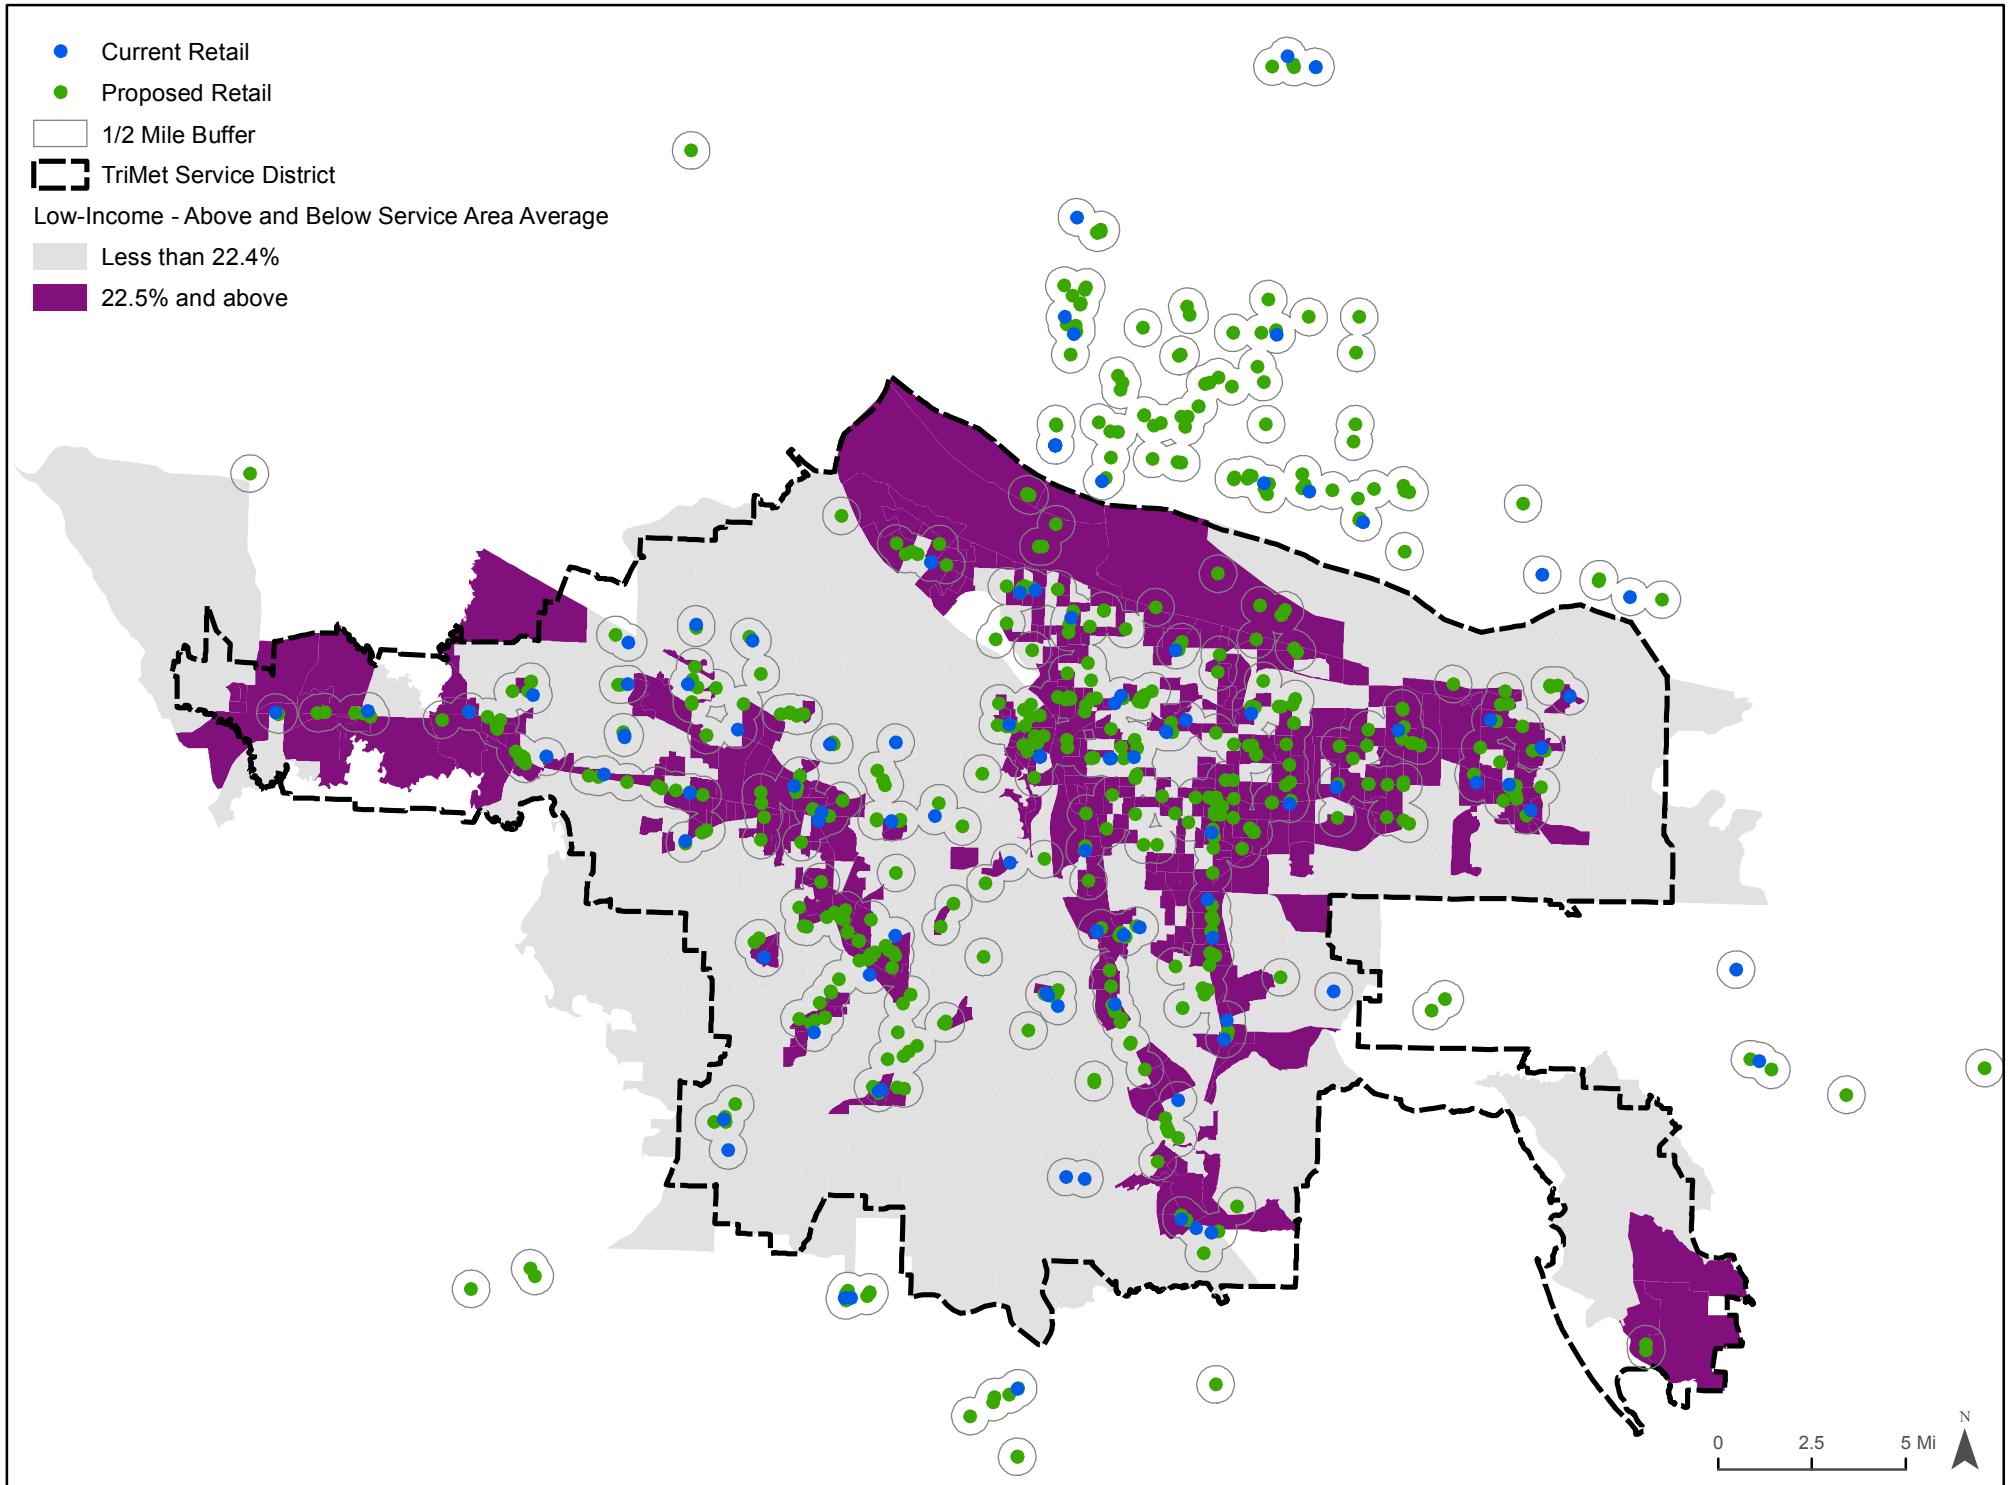 Current Retail
Proposed Retail
1/2 Mile Buffer
TriMet Service District
Low-Income - Above and Below Service Area Average
Less than 22.4%
22.5% and above
N
0 2.5 5 Mi